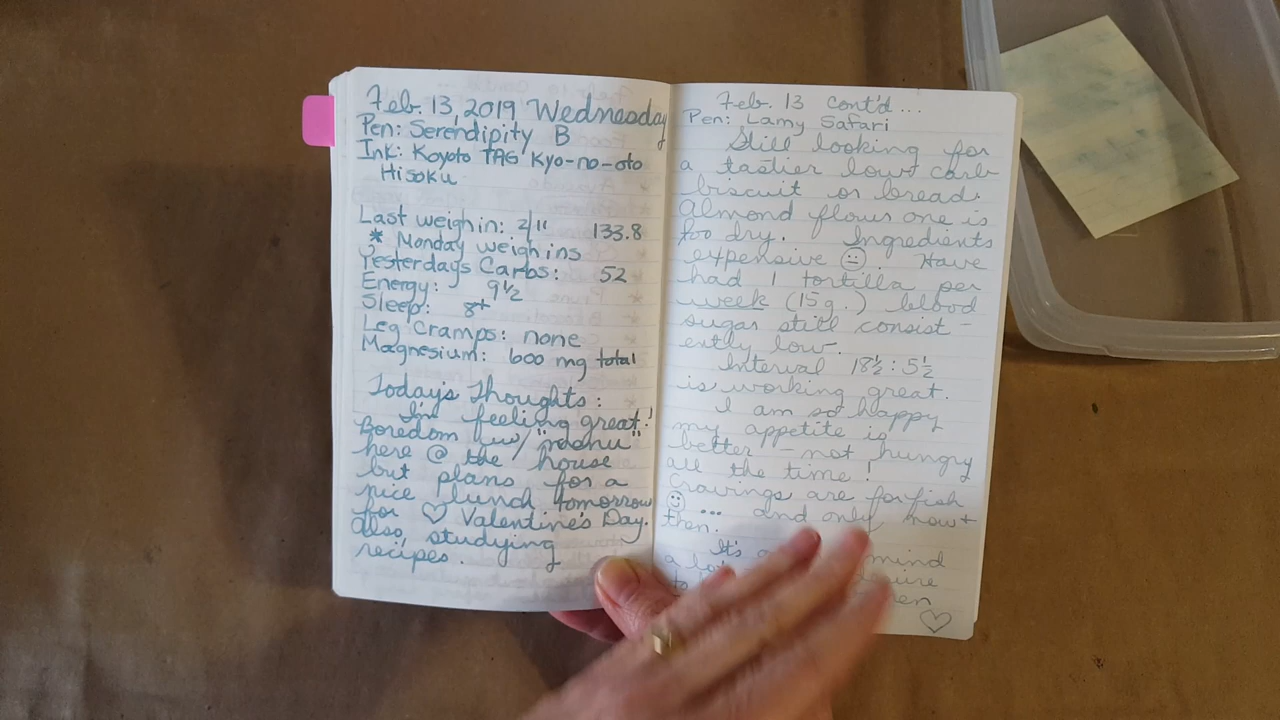 Feb. 13, 2019 Wednesday
Pen: Serendipity B
Ink: Koyoto TAG Kyo-no-oto
Hisoku
Last weigh in: 2/11 133.8
* Monday weigh ins
Yesterdays Carbs: 52
Energy: 9½
Sleep: 8+
Leg Cramps: none
Magnesium: 600 mg total
Today's Thoughts:
I'm feeling great!
Boredom w/ "menu"
here @ the house
but plans for a
nice lunch tomorrow
for ♡ Valentine's Day.
Also, studying
recipes.
Feb. 13 cont'd...
Pen: Lamy Safari
Still looking for
a tastier low carb
biscuit or bread.
Almond flour one is
too dry. Ingredients
expensive 😐. Have
had 1 tortilla per
week (15g.) blood
sugar still consist-
ently low.
Interval 18½ : 5½
is working great.
I am so happy
my appetite is
better - not hungry
all the time!
Cravings are for fish
☺ ... and only now +
then.
It's mind
a
to
♡